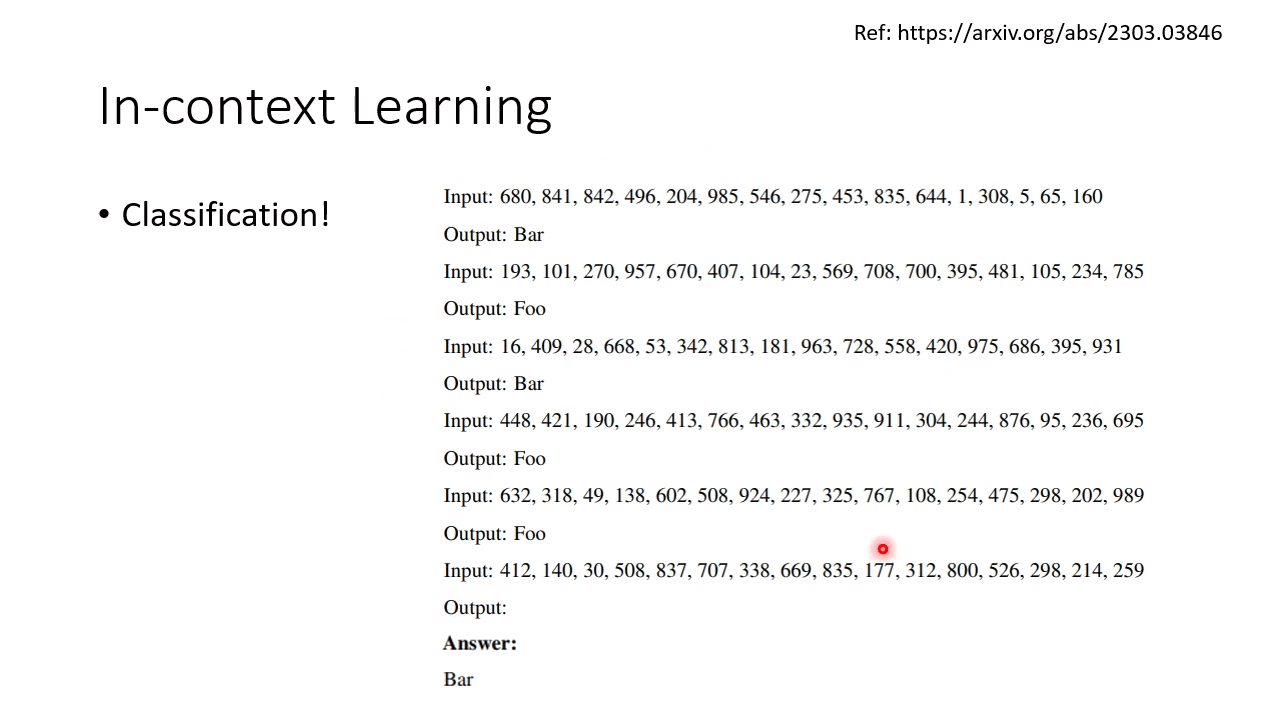 Ref: https://arxiv.org/abs/2303.03846
In-context Learning
• Classification!
Input: 680, 841, 842, 496, 204, 985, 546, 275, 453, 835, 644, 1, 308, 5, 65, 160
Output: Bar
Input: 193, 101, 270, 957, 670, 407, 104, 23, 569, 708, 700, 395, 481, 105, 234, 785
Output: Foo
Input: 16, 409, 28, 668, 53, 342, 813, 181, 963, 728, 558, 420, 975, 686, 395, 931
Output: Bar
Input: 448, 421, 190, 246, 413, 766, 463, 332, 935, 911, 304, 244, 876, 95, 236, 695
Output: Foo
Input: 632, 318, 49, 138, 602, 508, 924, 227, 325, 767, 108, 254, 475, 298, 202, 989
Output: Foo
Input: 412, 140, 30, 508, 837, 707, 338, 669, 835, 177, 312, 800, 526, 298, 214, 259
Output:
Answer:
Bar